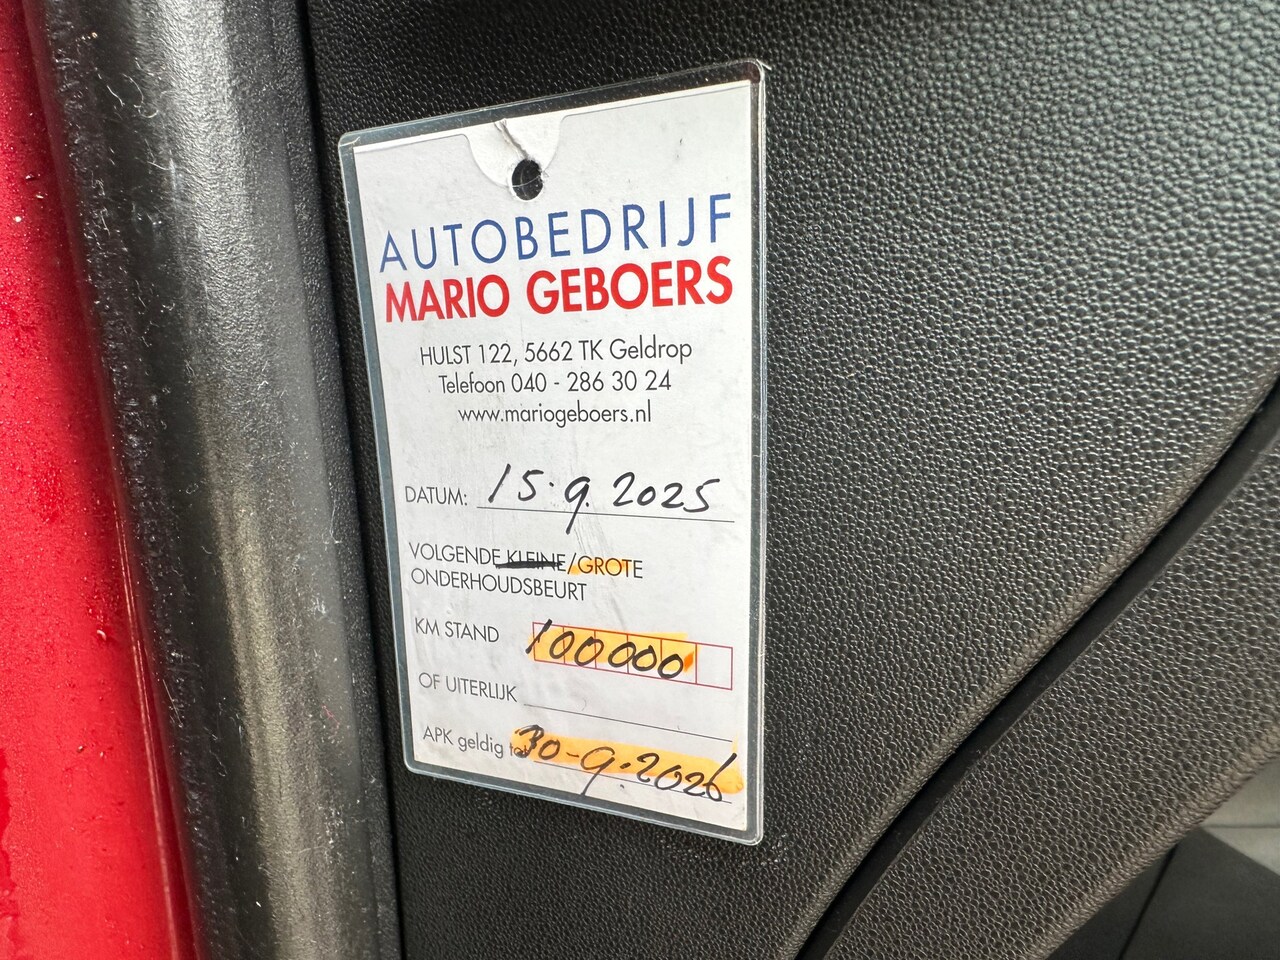 AUTOBEDRIJF
MARIO GEBOERS
HULST 122, 5662 TK Geldrop
Telefoon 040 - 286 30 24
www.mariogeboers.nl
DATUM: 15.9.2025
VOLGENDE KLEINE/GROTE
ONDERHOUDSBEURT
KM STAND 100000
OF UITERLIJK
APK geldig tot 30-9.2026